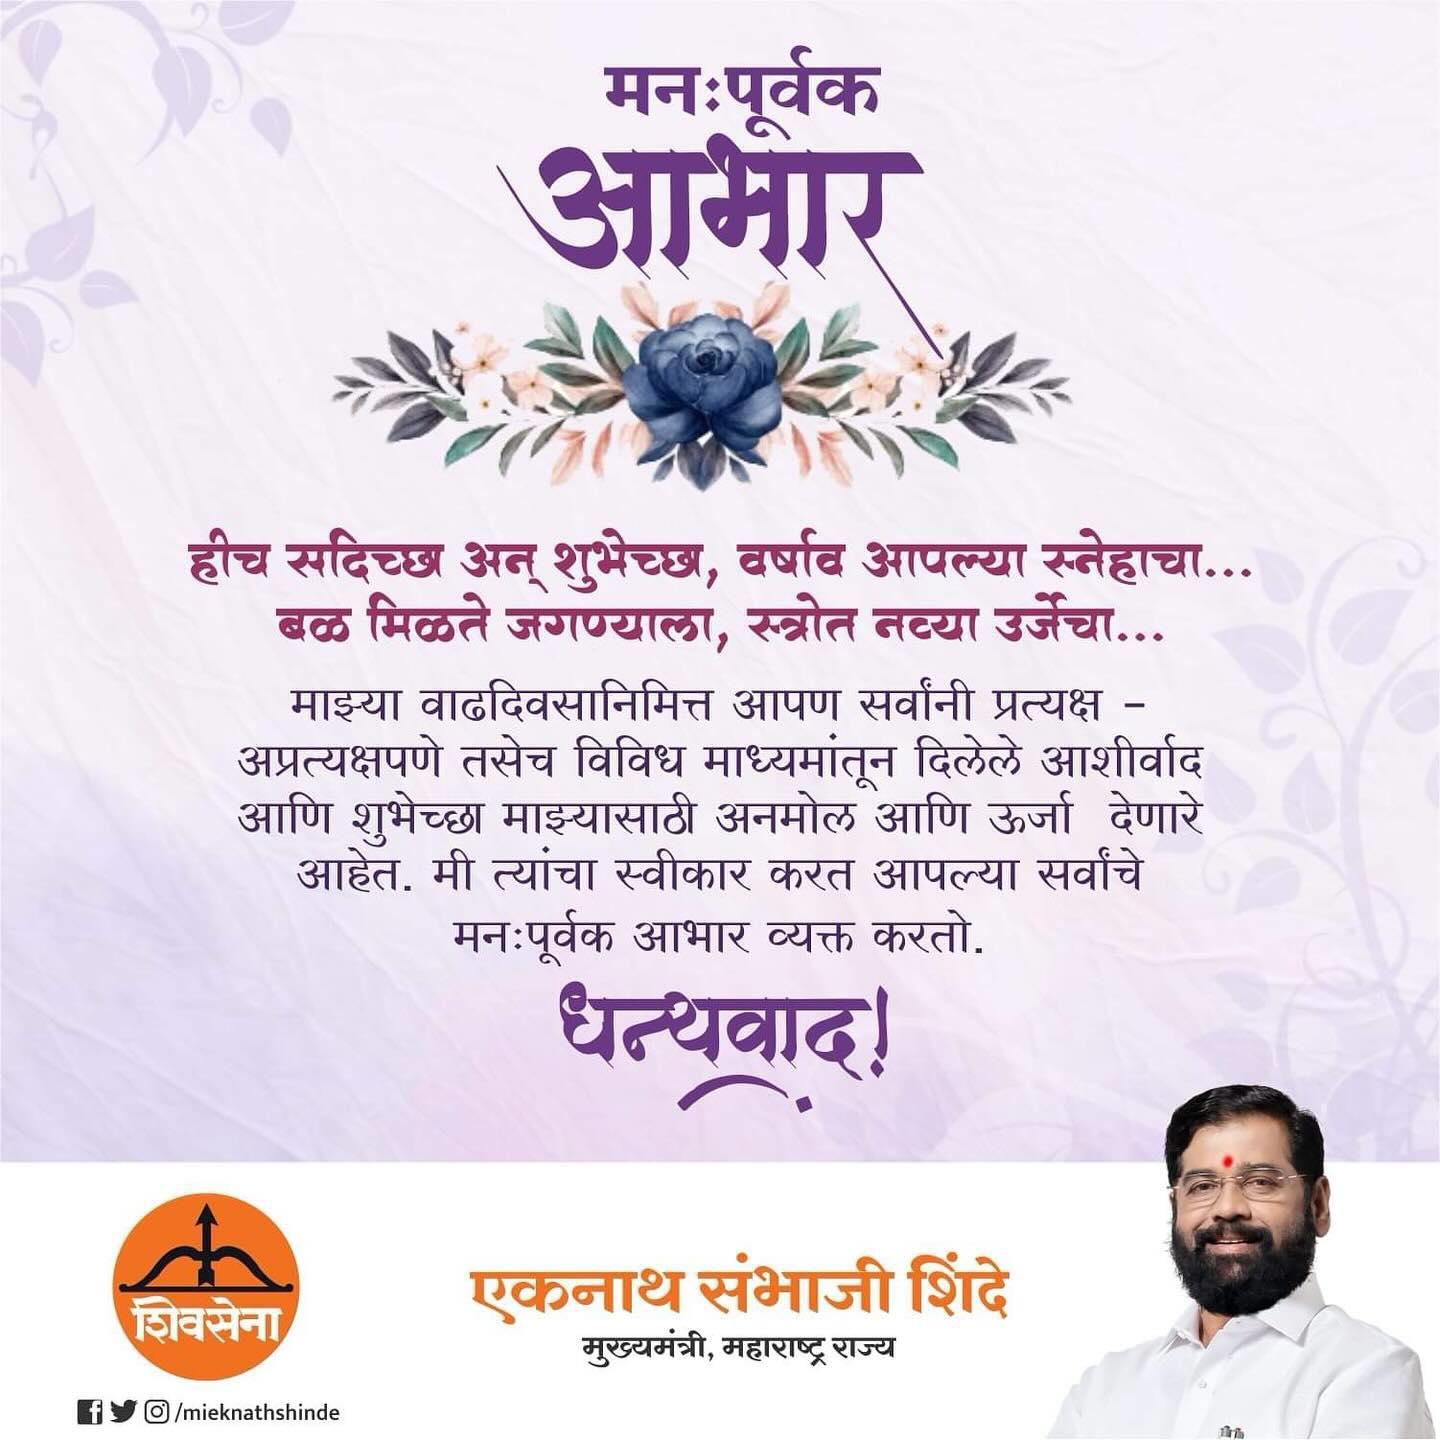 मनःपूर्वक
आभार
हीच सदिच्छा अन् शुभेच्छा, वर्षाव आपल्या स्नेहाचा...
बळ मिळते जगण्याला, स्त्रोत नव्या उर्जेचा...
माझ्या वाढदिवसानिमित्त आपण सर्वांनी प्रत्यक्ष –
अप्रत्यक्षपणे तसेच विविध माध्यमांतून दिलेले आशीर्वाद
आणि शुभेच्छा माझ्यासाठी अनमोल आणि ऊर्जा देणारे
आहेत. मी त्यांचा स्वीकार करत आपल्या सर्वांचे
मनःपूर्वक आभार व्यक्त करतो.
धन्यवाद!
शिवसेना
एकनाथ संभाजी शिंदे
मुख्यमंत्री, महाराष्ट्र राज्य
/mieknathshinde